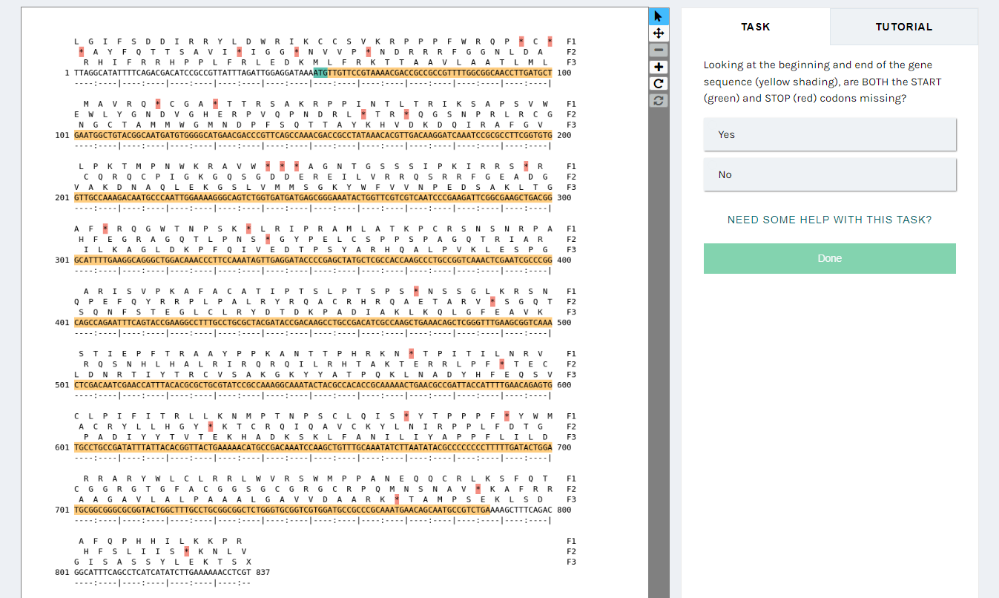 L G I F S D D I R R Y L D W R I K C C S V K R P P P F W R Q P * C * F1
* A Y F Q T T S A V I * I G G * N V V P * N D R R R F G G N L D A F2
R H I F R R H P P L F R L E D K M L F R K T T A A V L A A T L M L F3
1 TTAGGCATATTTTCAGACGACATCCGCCGTTATTTAGATTGGAGGATAAAATGTTGTTCCGTAAAACGACCGCCGCCGTTTTGGCGGCAACCTTGATGCT 100
----:----|----:----|----:----|----:----|----:----|----:----|----:----|----:----|----:----|----:----|
M A V R Q * C G A * T T R S A K R P P I N T L T R I K S A P S V W F1
E W L Y G N D V G H E R P V Q P N D R L * T R * Q G S N P R L R C G F2
N G C T A M M W G M N D P F S Q T T A Y K H V D K D Q I R A F G V F3
101 GAATGGCTGTACGGCAATGATGTGGGGCATGAACGACCCGTTCAGCCAAACGACCGCCTATAAACACGTTGACAAGGATCAAATCCGCGCCTTCGGTGTG 200
----:----|----:----|----:----|----:----|----:----|----:----|----:----|----:----|----:----|----:----|
L P K T M P N W K R A V W * * * A G N T G S S S I P K I R R S * R F1
C Q R Q C P I G K G Q S G D D E R E I L V R R Q S R R F G E A D G F2
V A K D N A Q L E K G S L V M M S G K Y W F V V N P E D S A K L T G F3
201 GTTGCCAAAGACAATGCCCAATTGGAAAAGGGCAGTCTGGTGATGATGAGCGGGAAATACTGGTTCGTCGTCAATCCCGAAGATTCGGCGAAGCTGACGG 300
----:----|----:----|----:----|----:----|----:----|----:----|----:----|----:----|----:----|----:----|
A F * R Q G W T N P S K * L R I P R A M L A T K P C R S N S N R P A F1
H F E G R A G Q T L P N S * G Y P E L C S P P S P A G Q T R I A R F2
I L K A G L D K P F Q I V E D T P S Y A R H Q A L P V K L E S P G F3
301 GCATTTTGAAGGCAGGGCTGGACAAACCCTTCCAAATAGTTGAGGATACCCCGAGCTATGCTCGCCACCAAGCCCTGCCGGTCAAACTCGAATCGCCCGG 400
----:----|----:----|----:----|----:----|----:----|----:----|----:----|----:----|----:----|----:----|
A R I S V P K A F A C A T I P T S L P T S P S * N S S G L K R S N F1
Q P E F Q Y R R P L P A L R Y R Q A C R H R Q A E T A R V * S G Q T F2
S Q N F S T E G L C L R Y D T D K P A D I A K L K Q L G F E A V K F3
401 CAGCCAGAATTTCAGTACCGAAGGCCTTTGCCTGCGCTACGATACCGACAAGCCTGCCGACATCGCCAAGCTGAAACAGCTCGGGTTTGAAGCGGTCAAA 500
----:----|----:----|----:----|----:----|----:----|----:----|----:----|----:----|----:----|----:----|
S T I E P F T R A A Y P P K A N T T P H R K N * T P I T I L N R V F1
R Q S N H L H A L R I R Q R Q I L R H T A K T E R R L P F * T E C F2
L D N R T I Y T R C V S A K G K Y Y A T P Q K L N A D Y H F E Q S V F3
501 CTCGACAATCGAACCATTTACACGCGCTGCGTATCCGCCAAAGGCAAATACTACGCCACACCGCAAAAACTGAACGCCGATTACCATTTTGAACAGAGTG 600
----:----|----:----|----:----|----:----|----:----|----:----|----:----|----:----|----:----|----:----|
C L P I F I T R L L K N M P T N P S C L Q I S * Y T P P P F * Y W M F1
A C R Y L L H G Y * K T C R Q I Q A V C K Y L N I R P P L F D T G F2
P A D I Y Y T V T E K H A D K S K L F A N I L I Y A P P F L I L D F3
601 TGCCTGCCGATATTTATTACACGGTTACTGAAAAACATGCCGACAAATCCAAGCTGTTTGCAAATATCTTAATATACGCCCCCCCCTTTTTGATACTGGA 700
----:----|----:----|----:----|----:----|----:----|----:----|----:----|----:----|----:----|----:----|
R R A R Y W L C L R R L W V R S W M P P A N E Q Q C R L K S F Q T F1
C G G R G T G F A C G G S G C G R G C R P Q M N S N A V * K A F R R F2
A A G A V L A L P A A A L G A V V D A A R K * T A M P S E K L S D F3
701 TGCGGCGGGCGCGGTACTGGCTTTGCCTGCGGCGGCTCTGGGTGCGGTCGTGGATGCCGCCCGCAAATGAACAGCAATGCCGTCTGAAAAGCTTTCAGAC 800
----:----|----:----|----:----|----:----|----:----|----:----|----:----|----:----|----:----|----:----|
A F Q P H H I L K K P R F1
H F S L I I S * K N L V F2
G I S A S S Y L E K T S X F3
801 GGCATTTCAGCCTCATCATATCTTGAAAAAACCTCGT 837
----:----|----:----|----:----|----:--
TASK
TUTORIAL
Looking at the beginning and end of the gene
sequence (yellow shading), are BOTH the START
(green) and STOP (red) codons missing?
Yes
No
NEED SOME HELP WITH THIS TASK?
Done